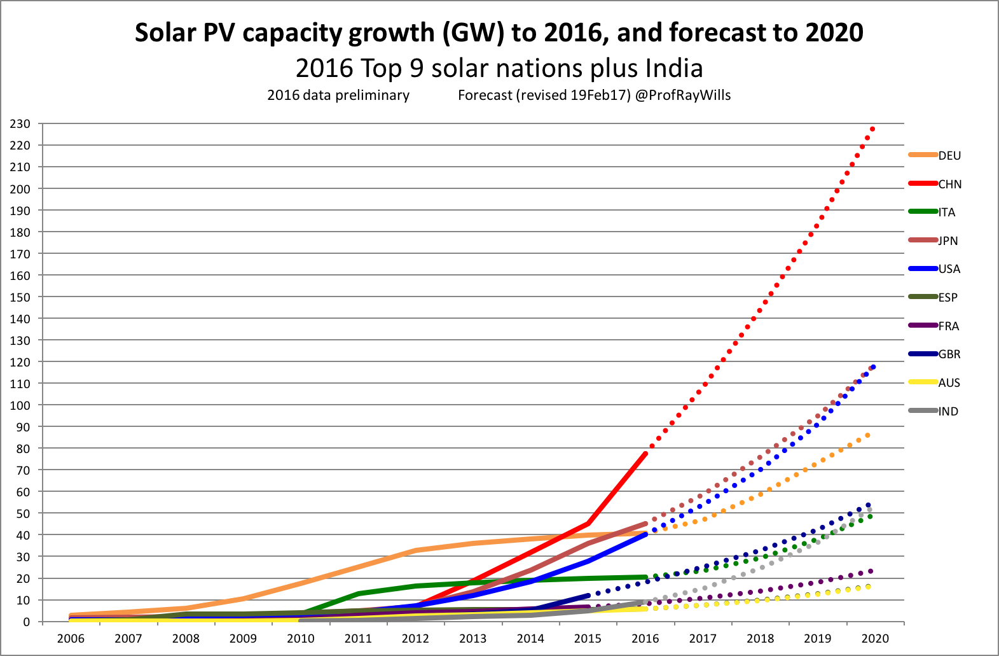 Solar PV capacity growth (GW) to 2016, and forecast to 2020
2016 Top 9 solar nations plus India
2016 data preliminary Forecast (revised 19Feb17) @ProfRayWills
230
220
210
200
190
180
170
160
150
140
130
120
110
100
90
80
70
60
50
40
30
20
10
0
2006 2007 2008 2009 2010 2011 2012 2013 2014 2015 2016 2017 2018 2019 2020
DEU
CHN
ITA
JPN
USA
ESP
FRA
GBR
AUS
IND